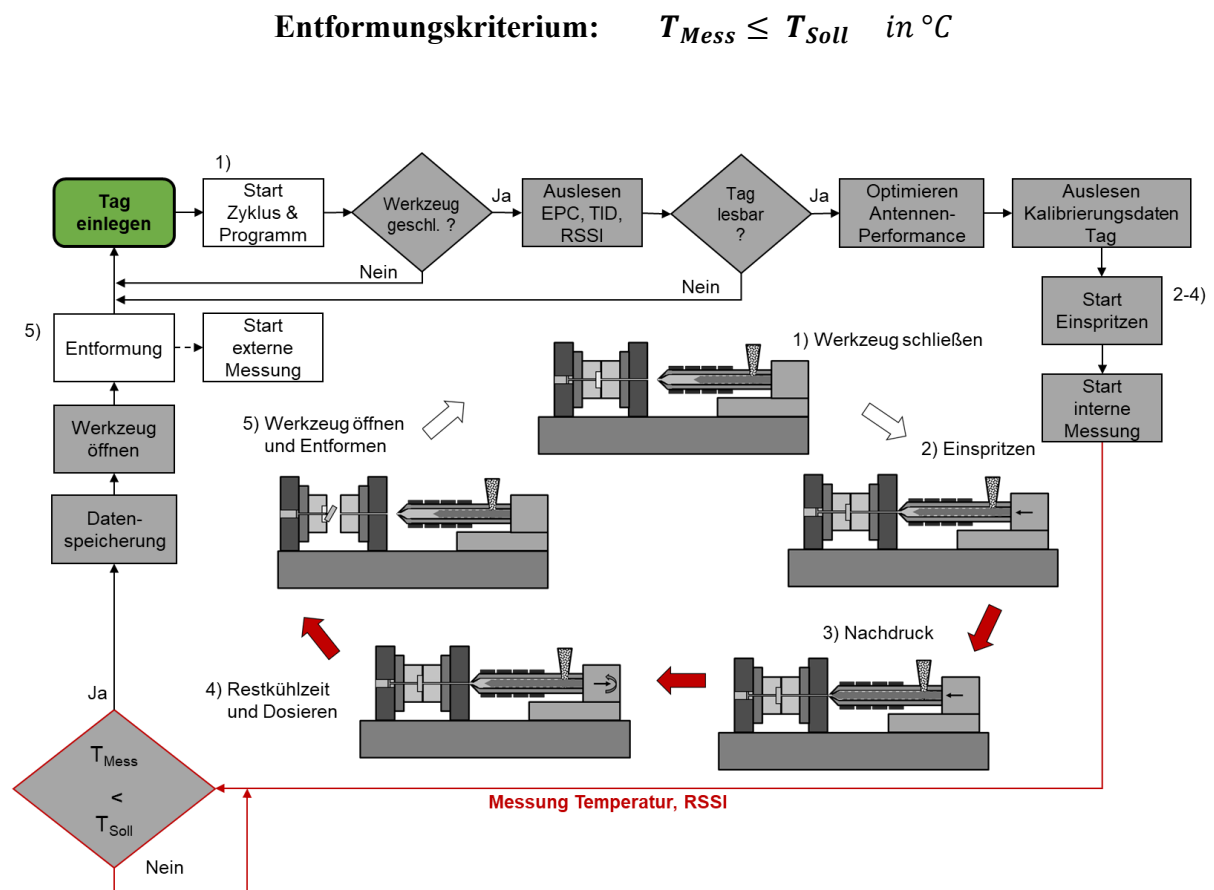 Entformungskriterium: T_Mess ≤ T_Soll in °C
1)
Tag
einlegen
Start
Zyklus &
Programm
Werkzeug
geschl. ?
Ja
Auslesen
EPC, TID,
RSSI
Tag
lesbar
?
Ja
Optimieren
Antennen-
Performance
Auslesen
Kalibrierungsdaten
Tag
Nein
Nein
2-4)
Start
Einspritzen
5)
Entformung
Start
externe
Messung
1) Werkzeug schließen
Start
interne
Messung
Werkzeug
öffnen
5) Werkzeug öffnen
und Entformen
2) Einspritzen
Daten-
speicherung
3) Nachdruck
4) Restkühlzeit
und Dosieren
Ja
T_Mess
<
T_Soll
Messung Temperatur, RSSI
Nein